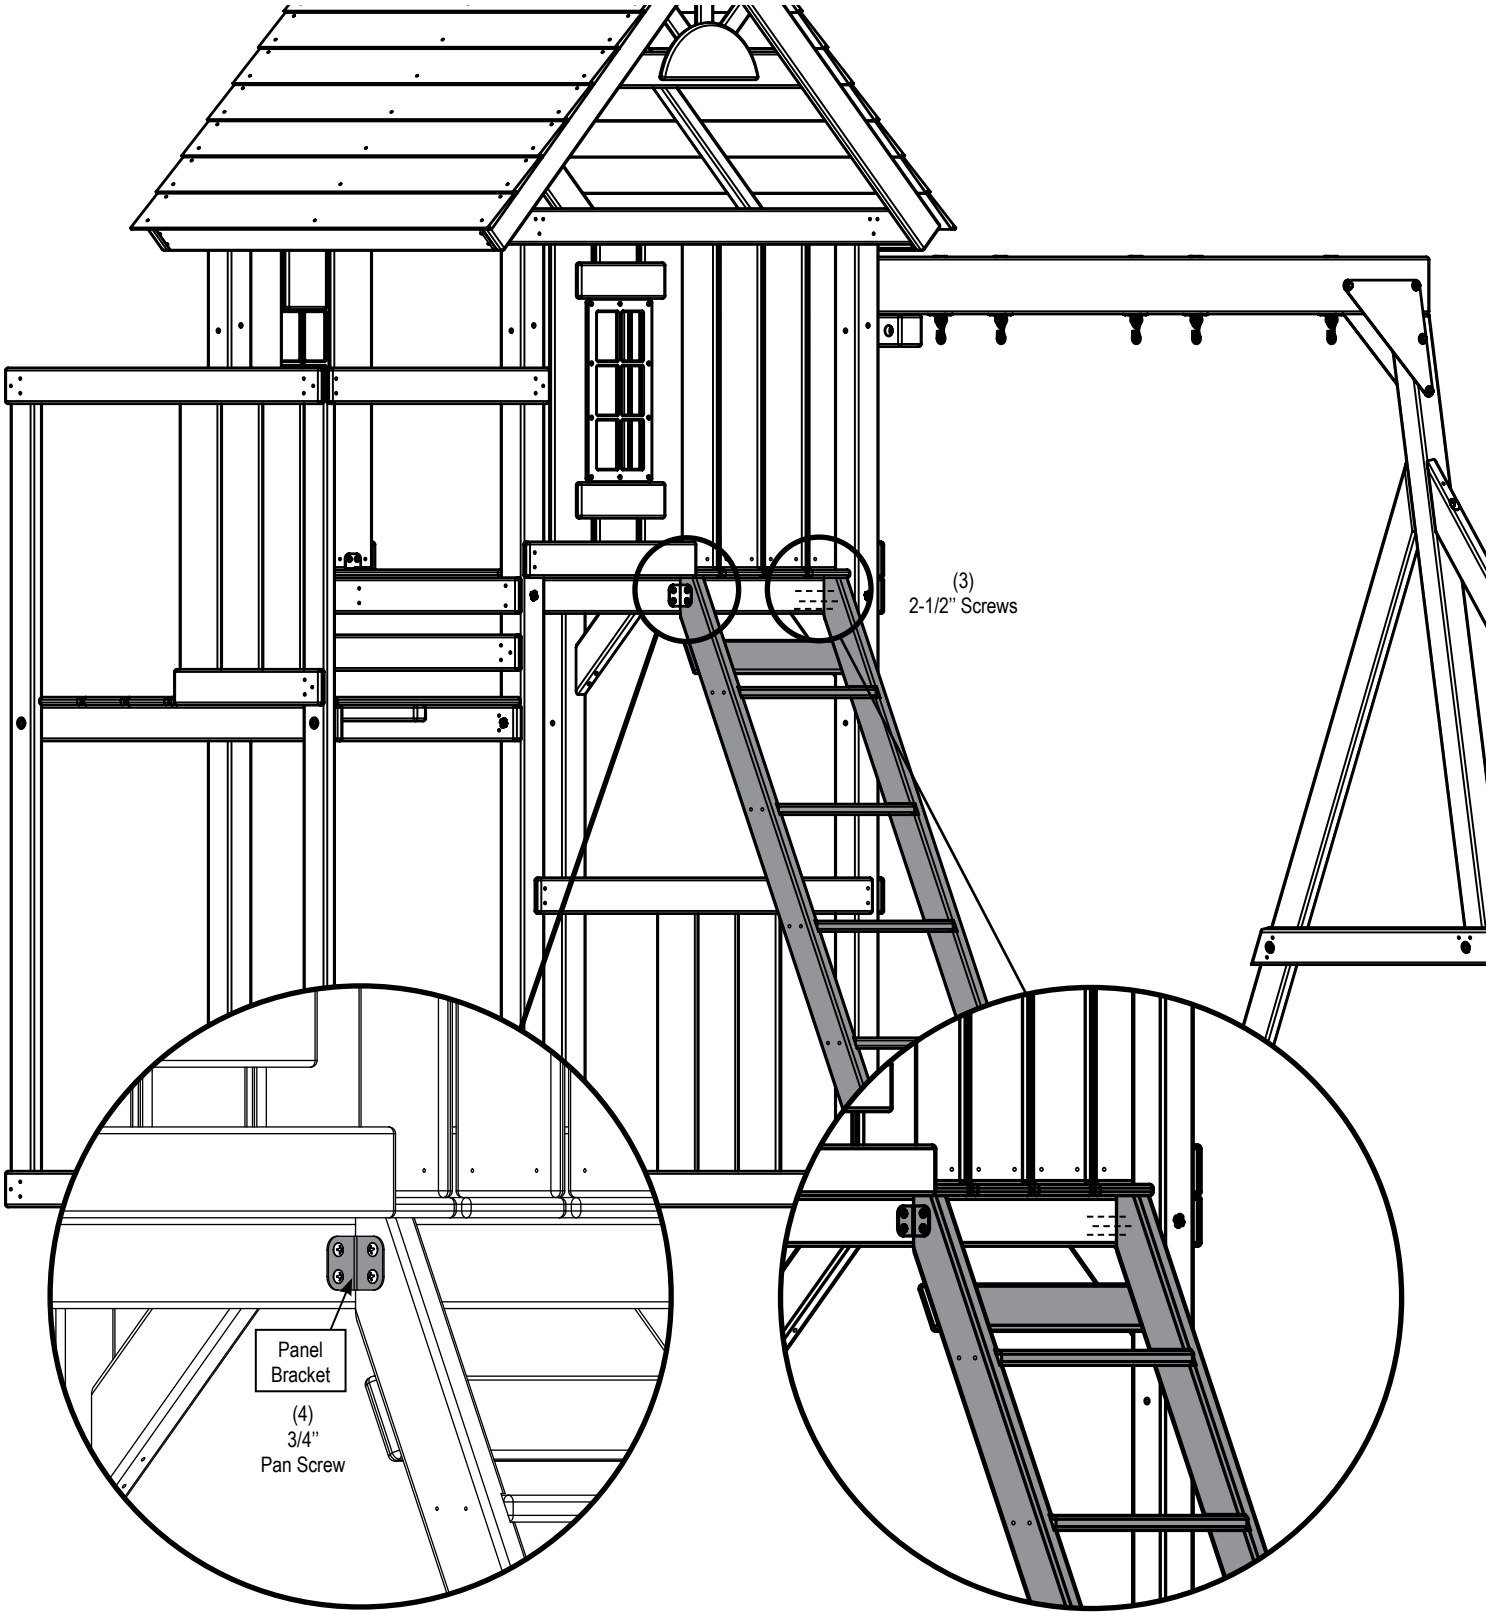 (3)
2-1/2’’ Screws
Panel
Bracket
(4)
3/4’’
Pan Screw